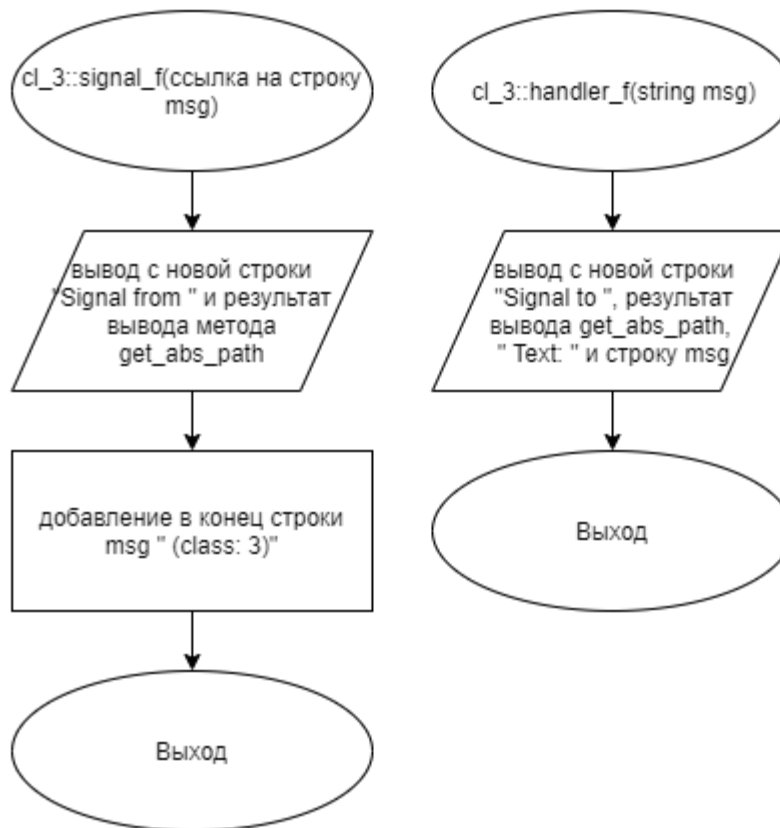 cl_3::signal_f(ссылка на строку
msg)
вывод с новой строки
"Signal from " и результат
вывода метода
get_abs_path
добавление в конец строки
msg " (class: 3)"
Выход
cl_3::handler_f(string msg)
вывод с новой строки
"Signal to ", результат
вывода get_abs_path,
" Text: " и строку msg
Выход